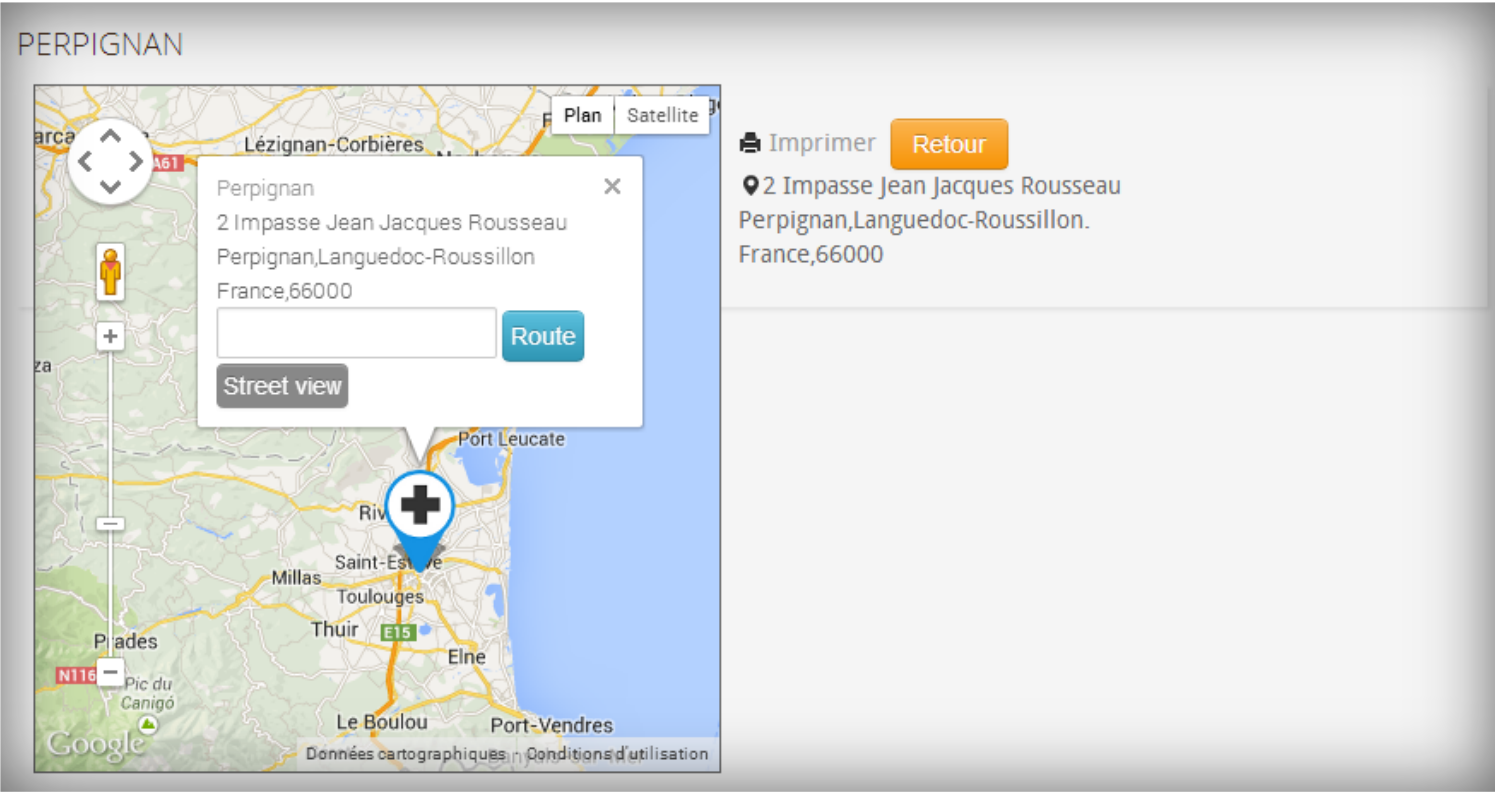 PERPIGNAN
Plan
Satellite
Lézignan-Corbières
A61
Imprimer
Retour
2 Impasse Jean Jacques Rousseau
Perpignan,Languedoc-Roussillon.
France,66000
Perpignan
×
2 Impasse Jean Jacques Rousseau
Perpignan,Languedoc-Roussillon
France,66000
Route
Street view
Port Leucate
Millas
Toulouges
Thuir
E15
Elne
Prades
N116
Pic du
Canigó
Le Boulou
Port-Vendres
Google
Données cartographiques
Conditions d'utilisation